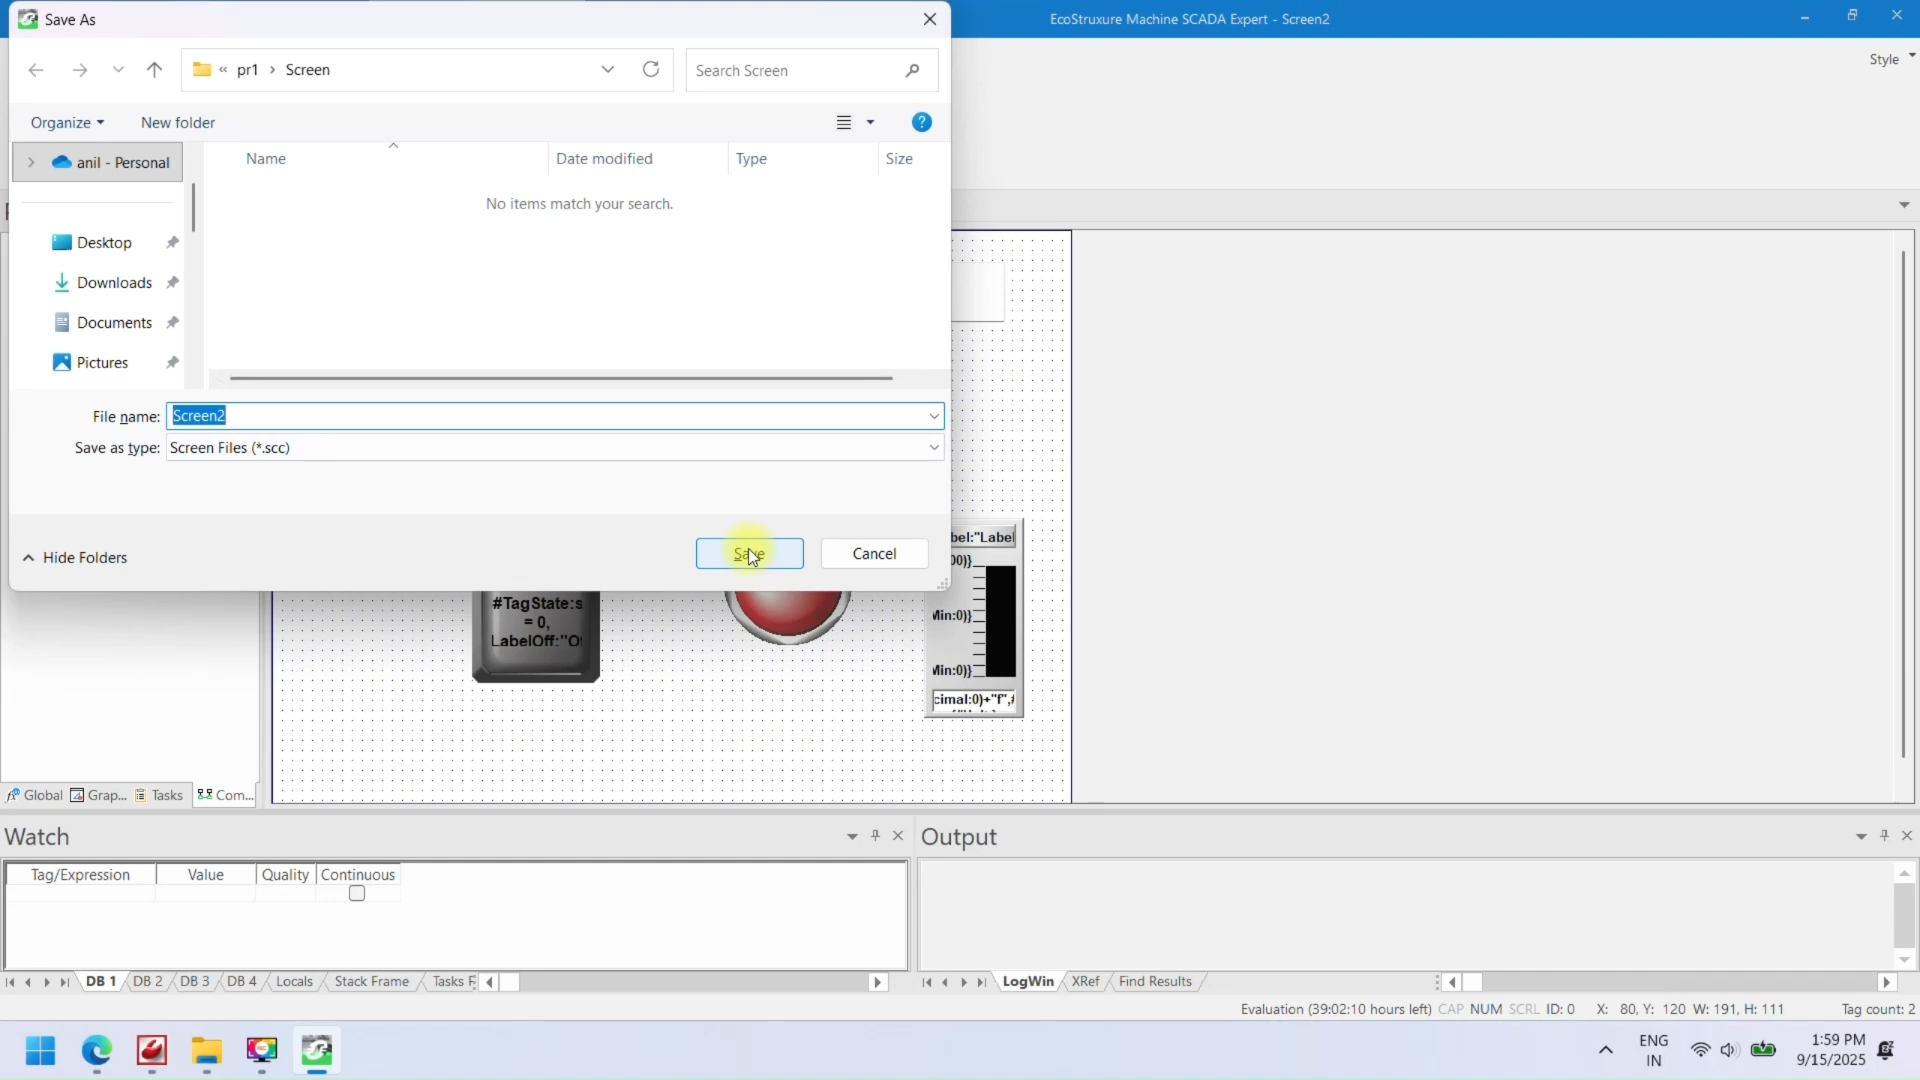 Save As
EcoStruxure Machine SCADA Expert - Screen2
Style
« pr1 > Screen
Search Screen
Organize
New folder
anil - Personal
Name
Date modified
Type
Size
No items match your search.
Desktop
Downloads
Documents
Pictures
File name: Screen2
Save as type: Screen Files (*.scc)
Hide Folders
Save
Cancel
bel:"Label
00)}
Min:0)}
Min:0)}
cimal:0)+"f",#
#TagState:s
= 0,
LabelOff:"Of
Global
Grap...
Tasks
Com...
Watch
Output
Tag/Expression
Value
Quality
Continuous
DB 1
DB 2
DB 3
DB 4
Locals
Stack Frame
Tasks F
LogWin
XRef
Find Results
Evaluation (39:02:10 hours left) CAP NUM SCRL ID: 0 X: 80, Y: 120 W: 191, H: 111 Tag count: 2
ENG
IN
1:59 PM
9/15/2025